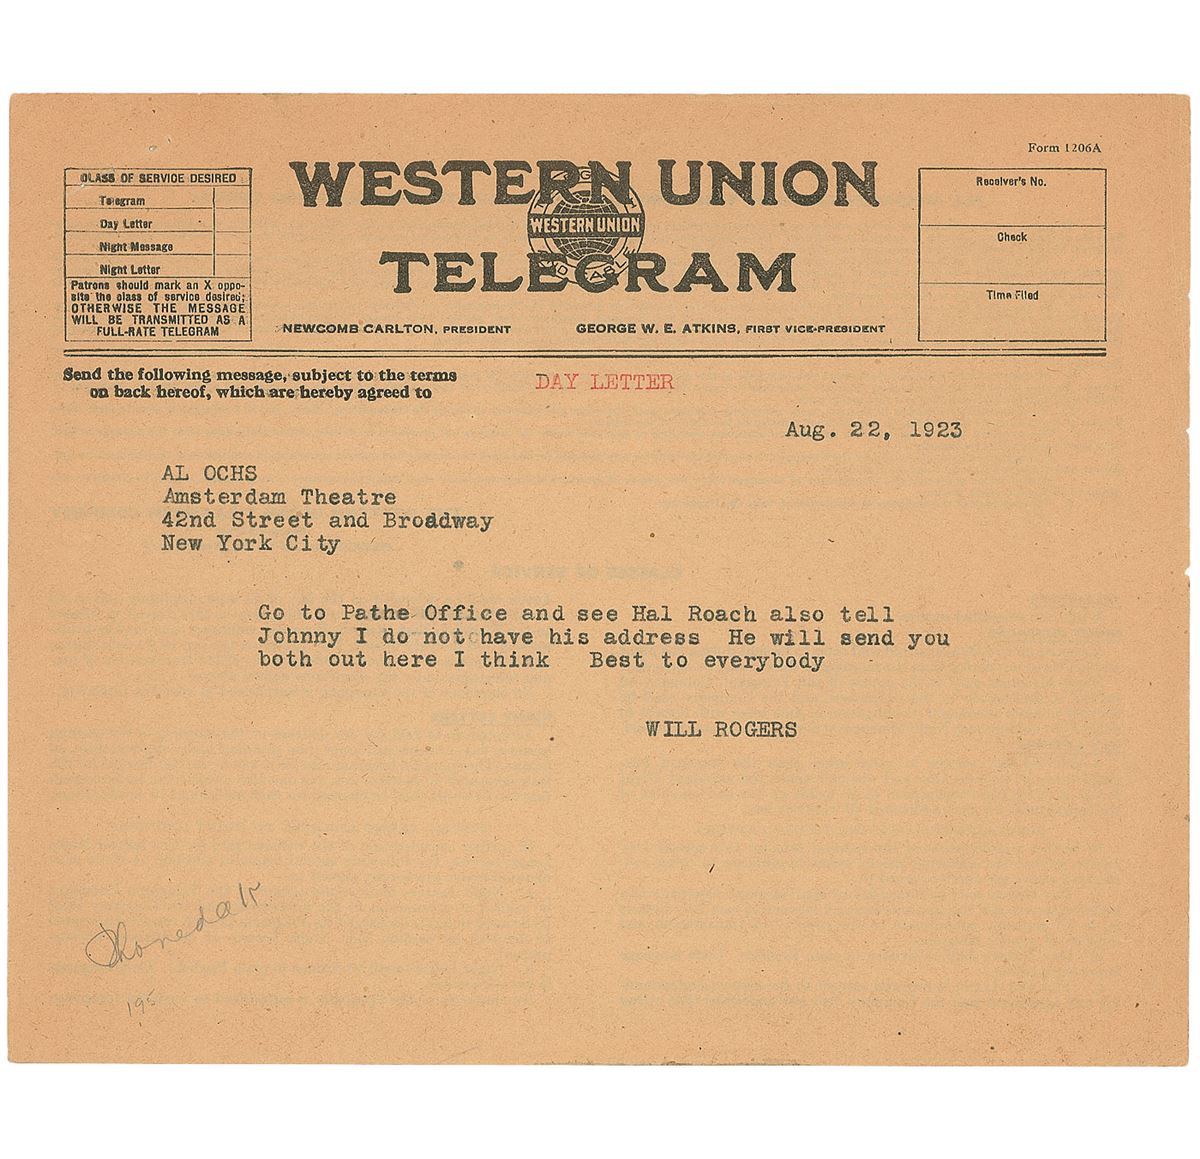 Form 1206A
CLASS OF SERVICE DESIRED
Telegram
Day Letter
Night Message
Night Letter
Patrons should mark an X oppo-
site the class of service desired;
OTHERWISE THE MESSAGE
WILL BE TRANSMITTED AS A
FULL-RATE TELEGRAM
WESTERN UNION
WESTERN UNION
TELEGRAM
NEWCOMB CARLTON, PRESIDENT
GEORGE W. E. ATKINS, FIRST VICE-PRESIDENT
Receiver's No.
Check
Time Filed
Send the following message, subject to the terms
on back hereof, which are hereby agreed to
DAY LETTER
Aug. 22, 1923
AL OCHS
Amsterdam Theatre
42nd Street and Broadway
New York City
Go to Pathe Office and see Hal Roach also tell
Johnny I do not have his address He will send you
both out here I think Best to everybody
WILL ROGERS
195